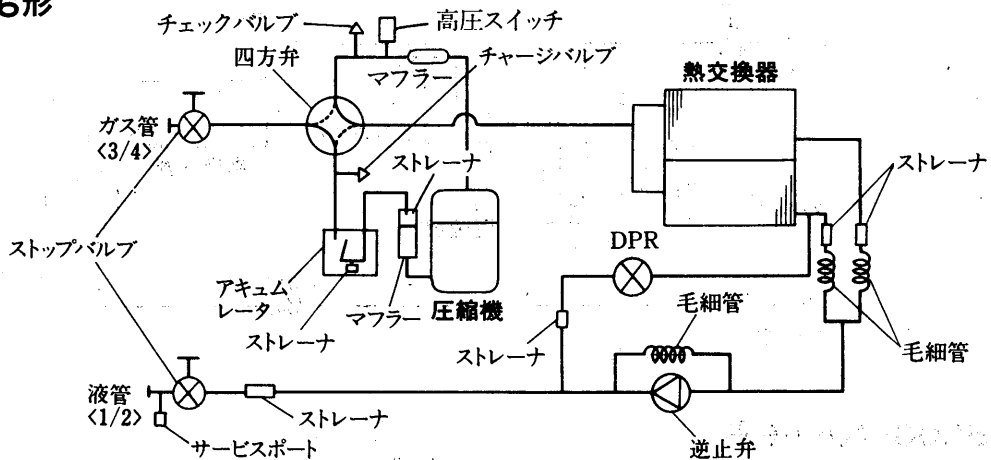 6形
チェックバルブ
高圧スイッチ
四方弁
マフラー
チャージバルブ
熱交換器
ガス管
<3/4>
ストレーナ
ストレーナ
ストップバルブ
DPR
アキュム
レータ
ストレーナ
マフラー
圧縮機
毛細管
ストレーナ
毛細管
液管
<1/2>
ストレーナ
サービスポート
逆止弁